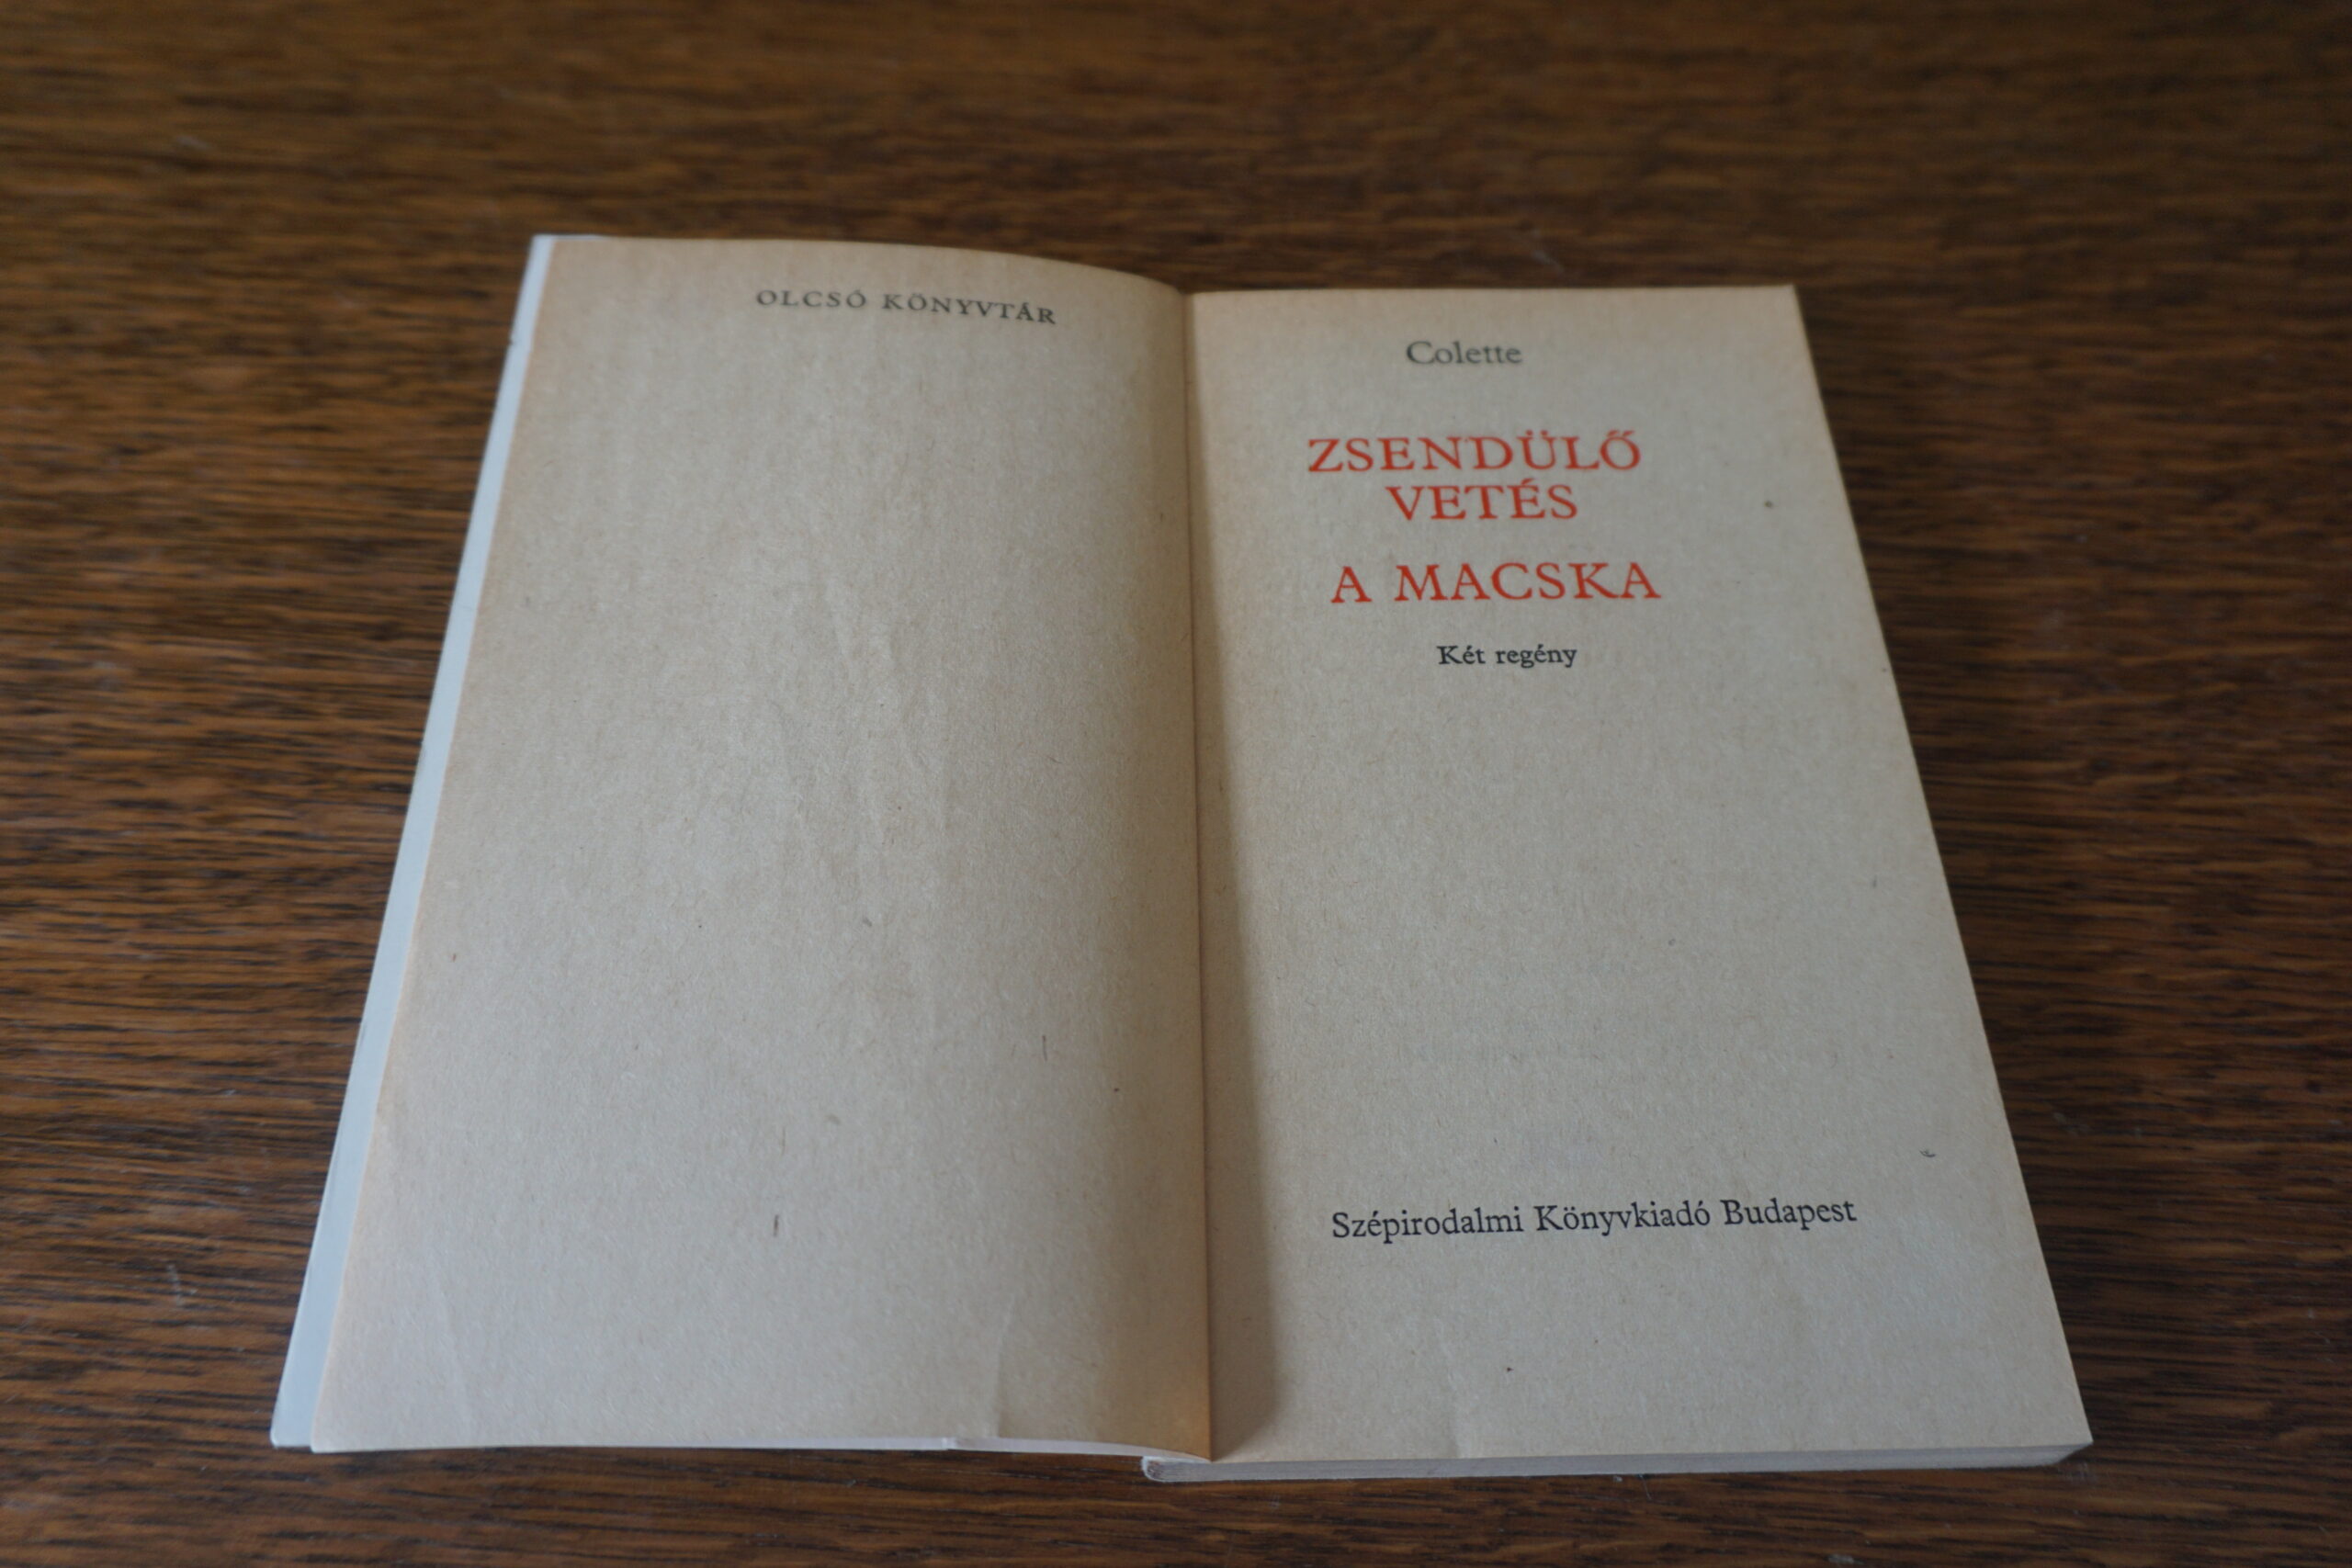 OLCSÓ KÖNYVTÁR
Colette
ZSENDÜLŐ
VETÉS
A MACSKA
Két regény
Szépirodalmi Könyvkiadó Budapest